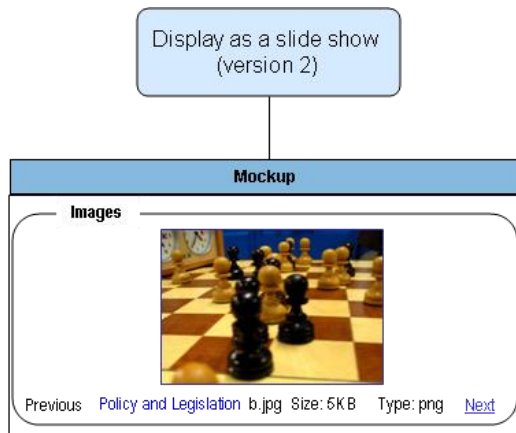 Display as a slide show
(version 2)
Mockup
Images
Previous Policy and Legislation b.jpg Size: 5KB Type: png Next